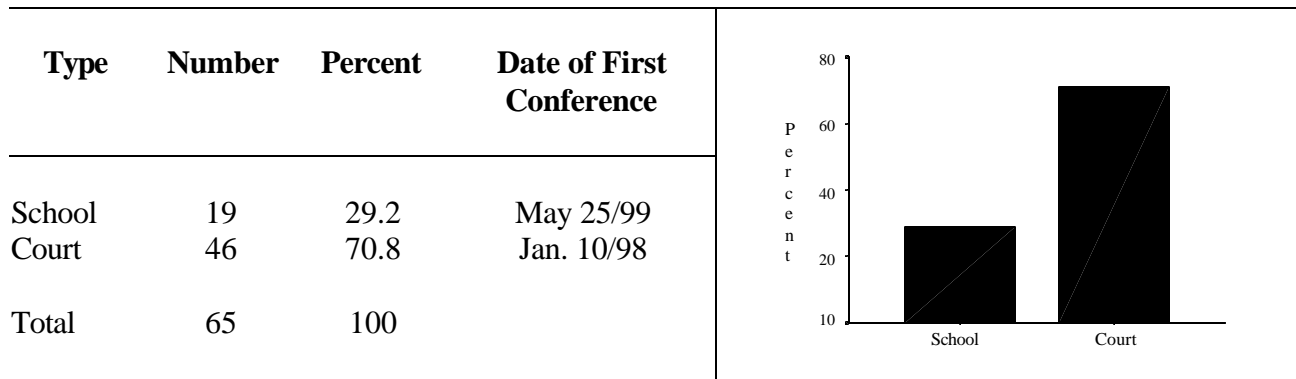 Type Number Percent Date of First
Conference
School 19 29.2 May 25/99
Court 46 70.8 Jan. 10/98
Total 65 100
80
60
40
20
10
Percent
School Court